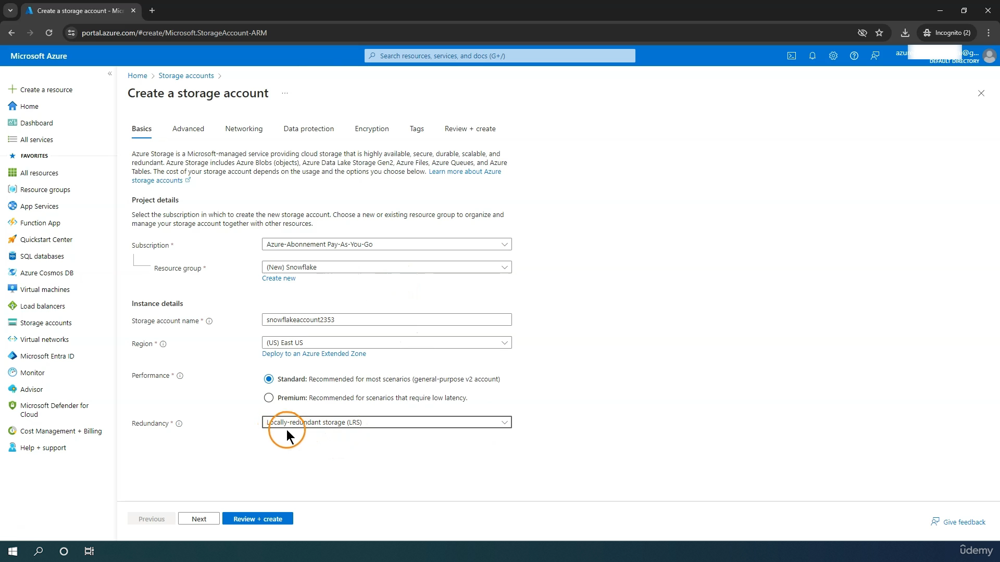 Create a storage account - Mic
portal.azure.com/#create/Microsoft.StorageAccount-ARM
Incognito (2)
Microsoft Azure
Search resources, services, and docs (G+/)
azur
i@g...
DEFAULT DIRECTORY
Create a resource
Home
Dashboard
All services
FAVORITES
All resources
Resource groups
App Services
Function App
Quickstart Center
SQL databases
Azure Cosmos DB
Virtual machines
Load balancers
Storage accounts
Virtual networks
Microsoft Entra ID
Monitor
Advisor
Microsoft Defender for
Cloud
Cost Management + Billing
Help + support
Home > Storage accounts >
Create a storage account ...
Basics Advanced Networking Data protection Encryption Tags Review + create
Azure Storage is a Microsoft-managed service providing cloud storage that is highly available, secure, durable, scalable, and
redundant. Azure Storage includes Azure Blobs (objects), Azure Data Lake Storage Gen2, Azure Files, Azure Queues, and Azure
Tables. The cost of your storage account depends on the usage and the options you choose below. Learn more about Azure
storage accounts
Project details
Select the subscription in which to create the new storage account. Choose a new or existing resource group to organize and
manage your storage account together with other resources.
Subscription * Azure-Abonnement Pay-As-You-Go
Resource group * (New) Snowflake
Create new
Instance details
Storage account name * snowflakeaccount2353
Region * (US) East US
Deploy to an Azure Extended Zone
Performance * Standard: Recommended for most scenarios (general-purpose v2 account)
Premium: Recommended for scenarios that require low latency.
Redundancy * Locally-redundant storage (LRS)
Previous Next Review + create
Give feedback
ûdemy